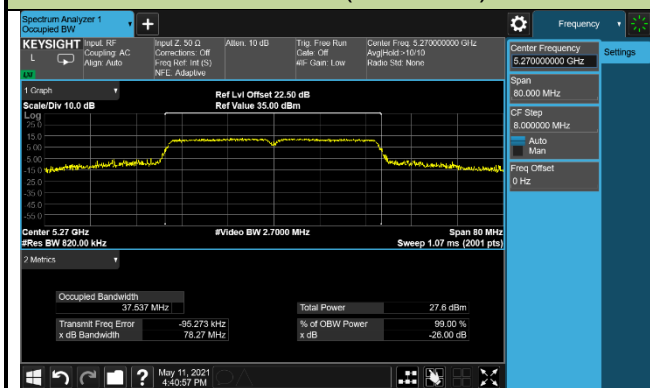 Spectrum Analyzer 1
Occupied BW
Frequency
Settings
KEYSIGHT
L
Input: RF
Coupling: AC
Align: Auto
Input Z: 50 Ω
Corrections: Off
Freq Ref: Int (S)
NFE: Adaptive
Atten: 10 dB
Trig: Free Run
Gate: Off
#IF Gain: Low
Center Freq: 5.270000000 GHz
Avg|Hold:>10/10
Radio Std: None
Center Frequency
5.270000000 GHz
Span
80.000 MHz
CF Step
8.000000 MHz
Auto
Man
Freq Offset
0 Hz
1 Graph
Scale/Div 10.0 dB
Ref Lvl Offset 22.50 dB
Ref Value 35.00 dBm
Log
25.0
15.0
5.00
-5.00
-15.0
-25.0
-35.0
-45.0
-55.0
Center 5.27 GHz
#Video BW 2.7000 MHz
Span 80 MHz
#Res BW 820.00 kHz
Sweep 1.07 ms (2001 pts)
2 Metrics
Occupied Bandwidth
37.537 MHz
Total Power 27.6 dBm
Transmit Freq Error -95.273 kHz
% of OBW Power 99.00 %
x dB Bandwidth 78.27 MHz
x dB -26.00 dB
?
May 11, 2021
4:40:57 PM